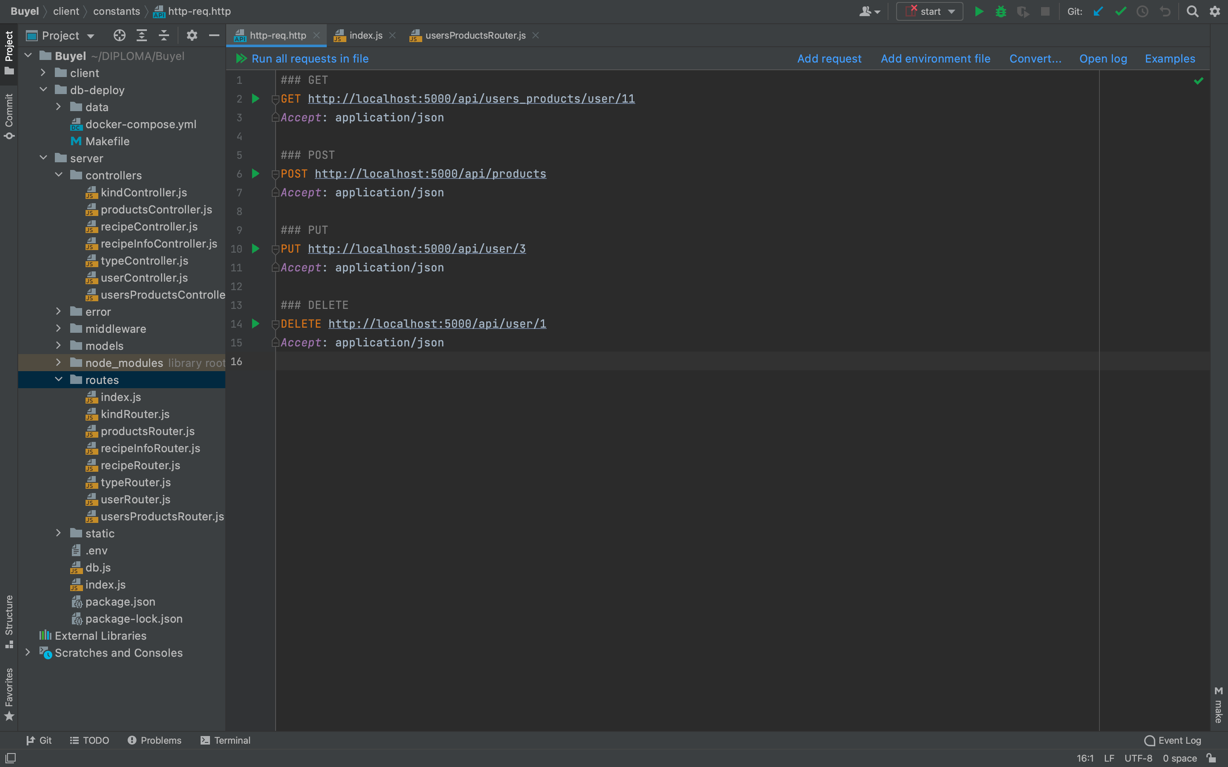 Buyel client constants http-req.http start Git:
Project http-req.http index.js usersProductsRouter.js
Run all requests in file Add request Add environment file Convert... Open log Examples
Project
Commit
Structure
Favorites
Buyel ~/DIPLOMA/Buyel
client
db-deploy
data
docker-compose.yml
Makefile
server
controllers
kindController.js
productsController.js
recipeController.js
recipeInfoController.js
typeController.js
userController.js
usersProductsControlle
error
middleware
models
node_modules library root
routes
index.js
kindRouter.js
productsRouter.js
recipeInfoRouter.js
recipeRouter.js
typeRouter.js
userRouter.js
usersProductsRouter.js
static
.env
db.js
index.js
package.json
package-lock.json
External Libraries
Scratches and Consoles
1 ### GET
2 GET http://localhost:5000/api/users_products/user/11
3 Accept: application/json
4
5 ### POST
6 POST http://localhost:5000/api/products
7 Accept: application/json
8
9 ### PUT
10 PUT http://localhost:5000/api/user/3
11 Accept: application/json
12
13 ### DELETE
14 DELETE http://localhost:5000/api/user/1
15 Accept: application/json
16
make
Git TODO Problems Terminal Event Log
16:1 LF UTF-8 0 space